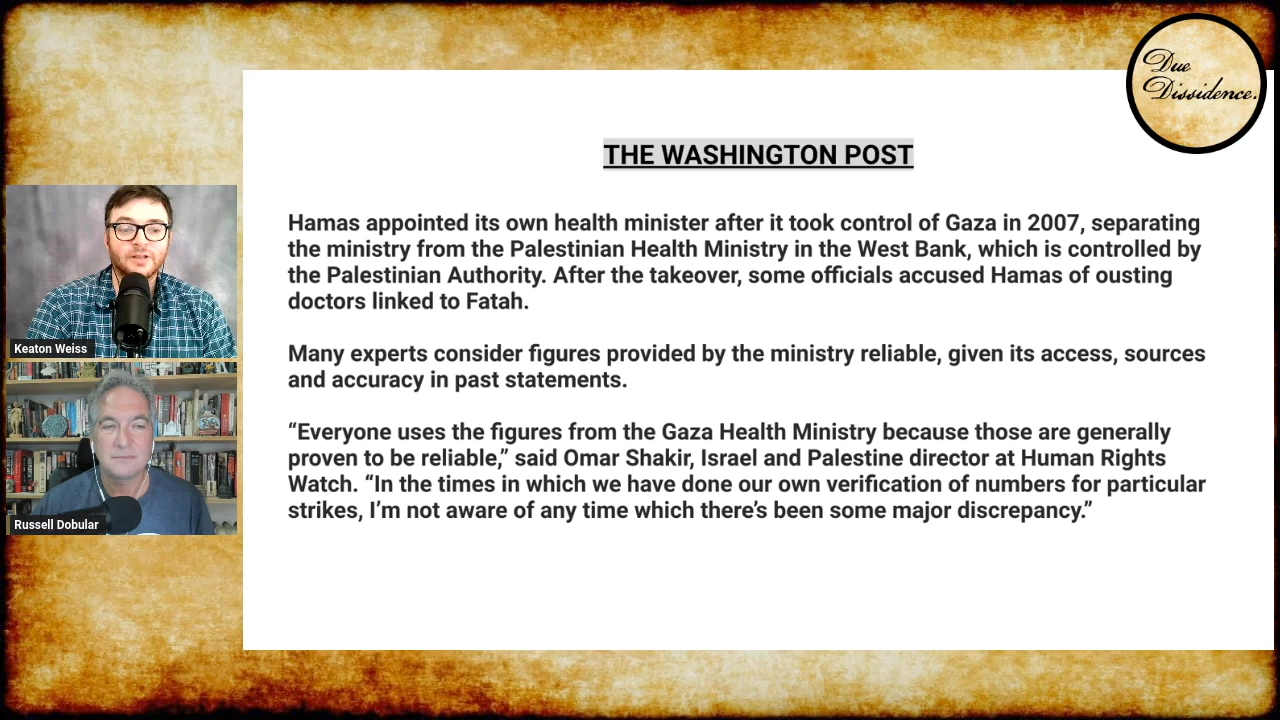 Due
Dissidence.
THE WASHINGTON POST
Hamas appointed its own health minister after it took control of Gaza in 2007, separating
the ministry from the Palestinian Health Ministry in the West Bank, which is controlled by
the Palestinian Authority. After the takeover, some officials accused Hamas of ousting
doctors linked to Fatah.
Many experts consider figures provided by the ministry reliable, given its access, sources
and accuracy in past statements.
“Everyone uses the figures from the Gaza Health Ministry because those are generally
proven to be reliable,” said Omar Shakir, Israel and Palestine director at Human Rights
Watch. “In the times in which we have done our own verification of numbers for particular
strikes, I’m not aware of any time which there’s been some major discrepancy.”
Keaton Weiss
Russell Dobular